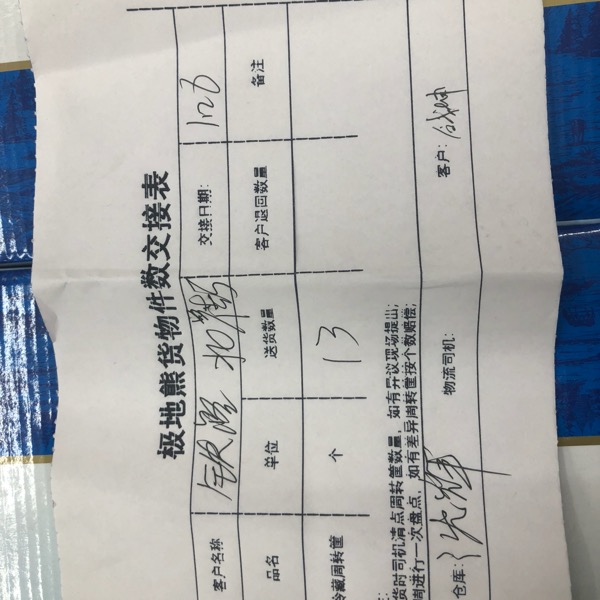 极地熊货物件数交接表
客户名称 交接日期:
品名 单位 送货数量 客户退回数量 备注
冷藏周转筐 个 13
货时司机清点周转筐数量, 如有异议现场提出;
周进行一次盘点, 如有差异周转筐按个数赔偿;
仓库: 物流司机: 客户: